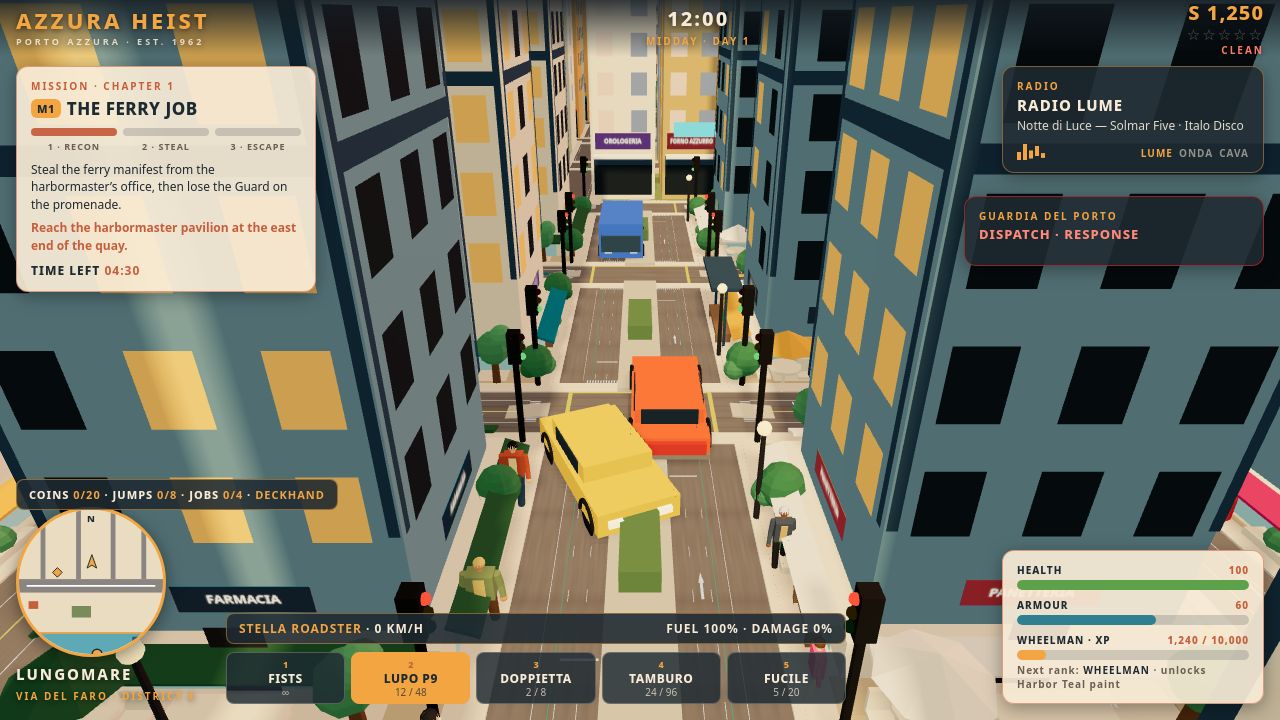 AZZURA HEIST
PORTO AZZURA · EST. 1962
12:00
MIDDAY · DAY 1
S 1,250
☆☆☆☆☆
CLEAN
MISSION · CHAPTER 1
M1 THE FERRY JOB
1 · RECON 2 · STEAL 3 · ESCAPE
Steal the ferry manifest from the
harbormaster's office, then lose the Guard on
the promenade.
Reach the harbormaster pavilion at the east
end of the quay.
TIME LEFT 04:30
RADIO
RADIO LUME
Notte di Luce — Solmar Five · Italo Disco
LUME ONDA CAVA
GUARDIA DEL PORTO
DISPATCH · RESPONSE
OROLOGERIA
FORNO AZZURRO
COINS 0/20 · JUMPS 0/8 · JOBS 0/4 · DECKHAND
N
FARMACIA
PANETTERIA
LUNGOMARE
VIA DEL FARO · DISTRICT 8
STELLA ROADSTER · 0 KM/H
FUEL 100% · DAMAGE 0%
1
FISTS
∞
2
LUPO P9
12 / 48
3
DOPPIETTA
2 / 8
4
TAMBURO
24 / 96
5
FUCILE
5 / 20
HEALTH 100
ARMOUR 60
WHEELMAN · XP 1,240 / 10,000
Next rank: WHEELMAN · unlocks
Harbor Teal paint